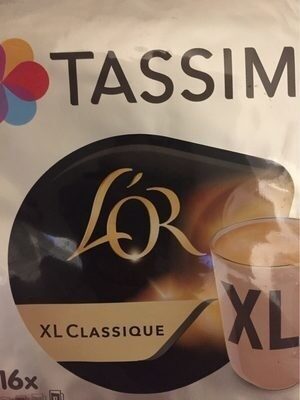 TASSIM
L'OR
XL CLASSIQUE
XL
16x